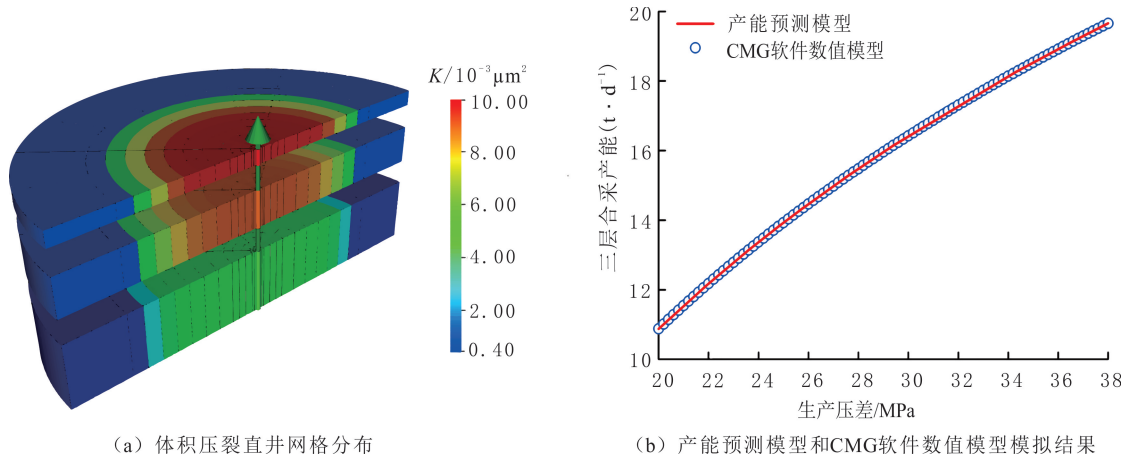 K/10⁻³μm²
10.00
8.00
6.00
4.00
2.00
0.40
(a) 体积压裂直井网格分布
三层合采产能(t·d⁻¹)
20
18
16
14
12
10
产能预测模型
CMG软件数值模型
20 22 24 26 28 30 32 34 36 38
生产压差/MPa
(b) 产能预测模型和CMG软件数值模型模拟结果